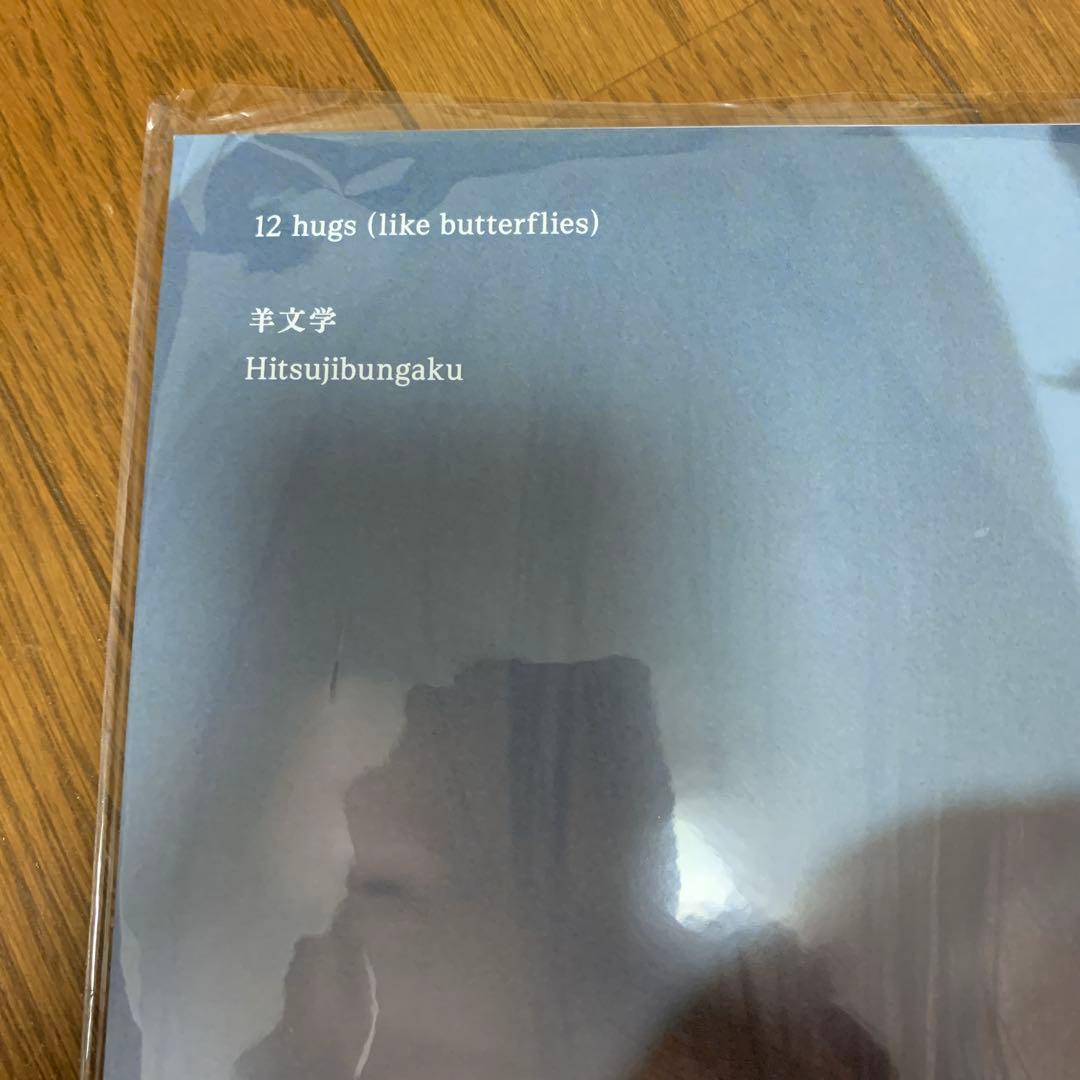 12 hugs (like butterflies)
羊文学
Hitsujibungaku